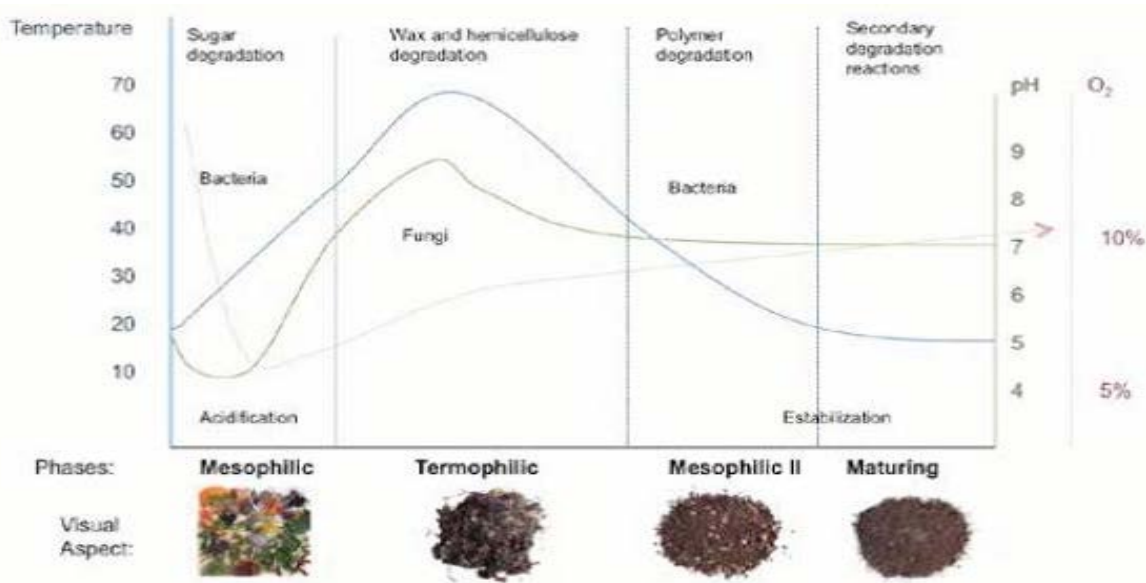 Temperature
Sugar
degradation
Wax and hemicellulose
degradation
Polymer
degradation
Secondary
degradation
reactions
pH
O₂
70
60
50
40
30
20
10
Bacteria
Fungi
Bacteria
9
8
7
6
5
4
10%
5%
Acidification
Estabilization
Phases:
Mesophilic
Termophilic
Mesophilic II
Maturing
Visual
Aspect: